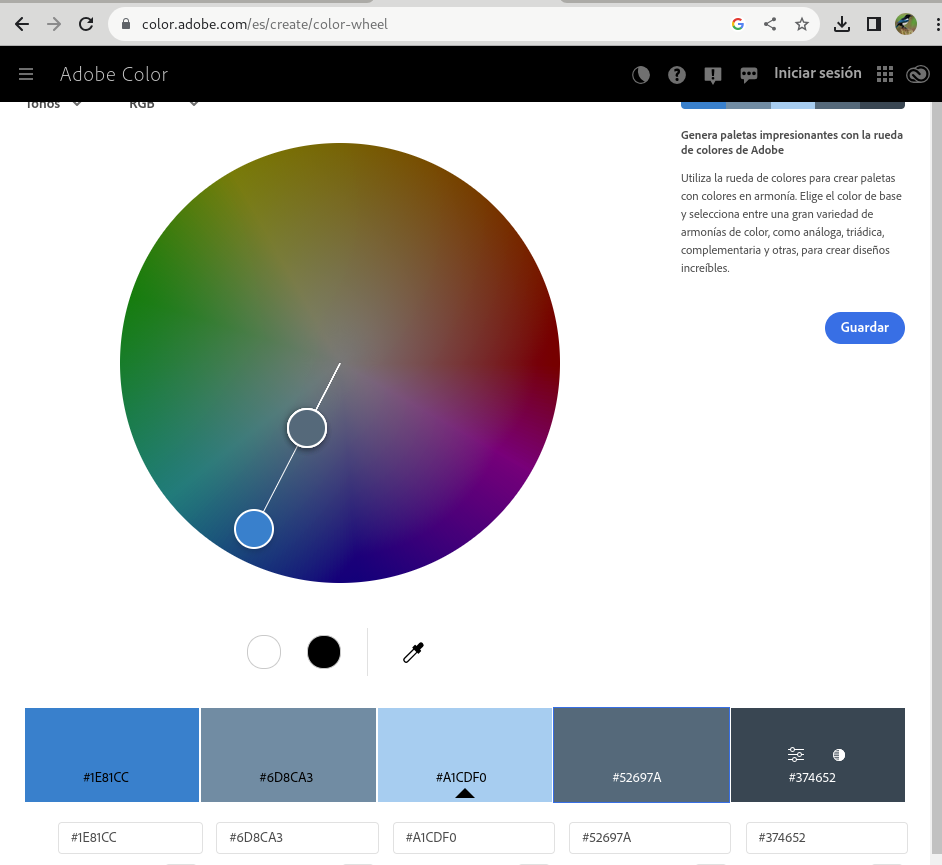 color.adobe.com/es/create/color-wheel
Adobe Color
Iniciar sesión
Tonos
RGB
Genera paletas impresionantes con la rueda
de colores de Adobe
Utiliza la rueda de colores para crear paletas
con colores en armonía. Elige el color de base
y selecciona entre una gran variedad de
armonías de color, como análoga, triádica,
complementaria y otras, para crear diseños
increíbles.
Guardar
#1E81CC
#6D8CA3
#A1CDF0
#52697A
#374652
#1E81CC
#6D8CA3
#A1CDF0
#52697A
#374652